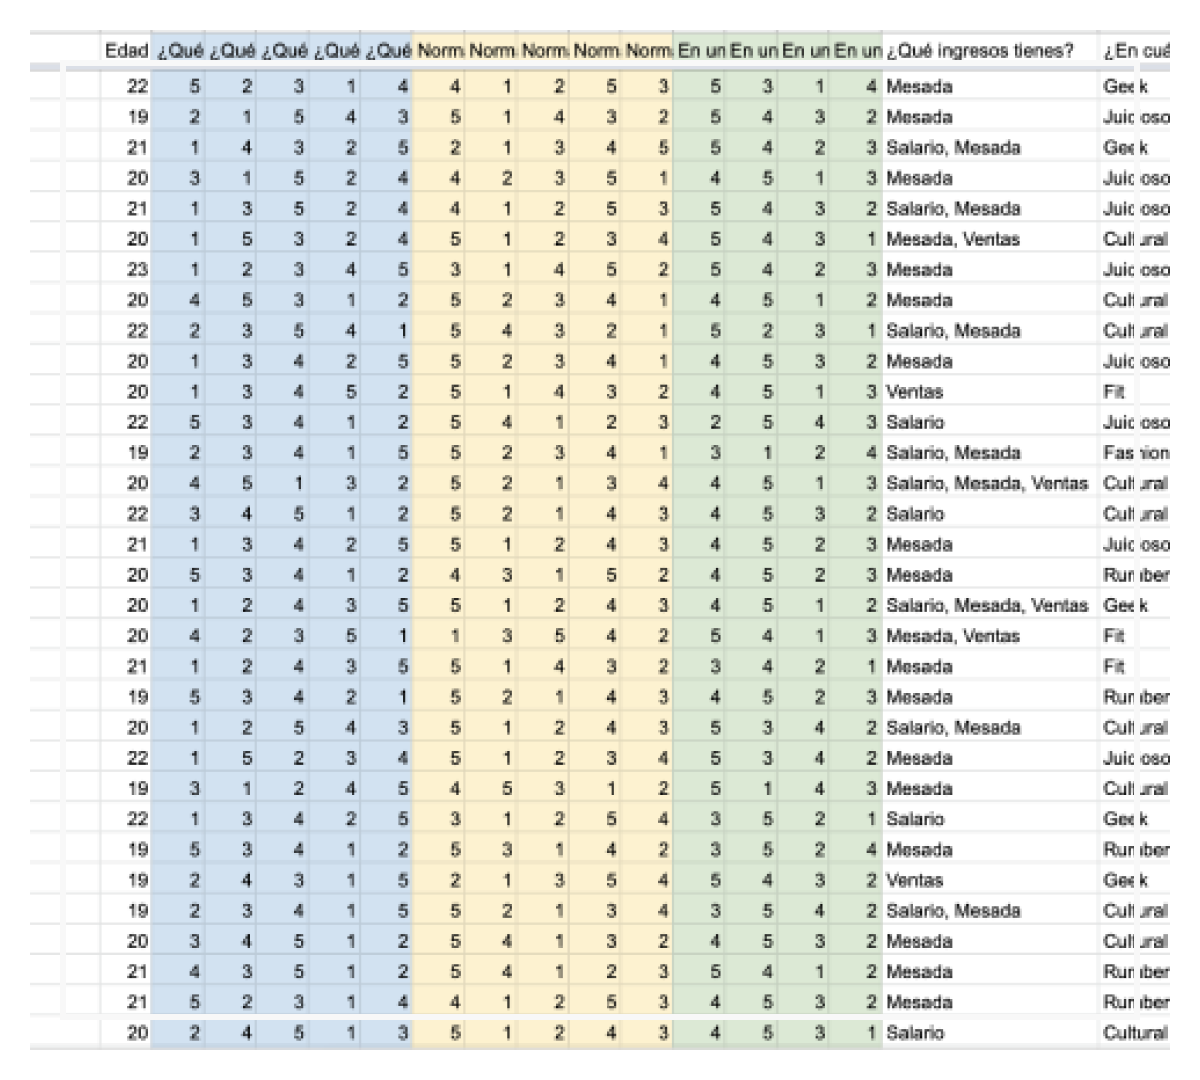 Edad ¿Qué ¿Qué ¿Qué ¿Qué ¿Qué Norm Norm Norm Norm Norm En un En un En un En un ¿Qué ingresos tienes? ¿En cuá
22 5 2 3 1 4 4 1 2 5 3 5 3 1 4 Mesada Geek
19 2 1 5 4 3 5 1 4 3 2 5 4 3 2 Mesada Juicioso
21 1 4 3 2 5 2 1 3 4 5 5 4 2 3 Salario, Mesada Geek
20 3 1 5 2 4 4 2 3 5 1 4 5 1 3 Mesada Juicioso
21 1 3 5 2 4 4 1 2 5 3 5 4 3 2 Salario, Mesada Juicioso
20 1 5 3 2 4 5 1 2 3 4 5 4 3 1 Mesada, Ventas Cultural
23 1 2 3 4 5 3 1 4 5 2 5 4 2 3 Mesada Juicioso
20 4 5 3 1 2 5 2 3 4 1 4 5 1 2 Mesada Cultural
22 2 3 5 4 1 5 4 3 2 1 5 2 3 1 Salario, Mesada Cultural
20 1 3 4 2 5 5 2 3 4 1 4 5 3 2 Mesada Juicioso
20 1 3 4 5 2 5 1 4 3 2 4 5 1 3 Ventas Fit
22 5 3 4 1 2 5 4 1 2 3 2 5 4 3 Salario Juicioso
19 2 3 4 1 5 5 2 3 4 1 3 1 2 4 Salario, Mesada Fashion
20 4 5 1 3 2 5 2 1 3 4 4 5 1 3 Salario, Mesada, Ventas Cultural
22 3 4 5 1 2 5 2 1 4 3 4 5 3 2 Salario Cultural
21 1 3 4 2 5 5 1 2 4 3 4 5 2 3 Mesada Juicioso
20 5 3 4 1 2 4 3 1 5 2 4 5 2 3 Mesada Rumber
20 1 2 4 3 5 5 1 2 4 3 4 5 1 2 Salario, Mesada, Ventas Geek
20 4 2 3 5 1 1 3 5 4 2 5 4 1 3 Mesada, Ventas Fit
21 1 2 4 3 5 5 1 4 3 2 3 4 2 1 Mesada Fit
19 5 3 4 2 1 5 2 1 4 3 4 5 2 3 Mesada Rumber
20 1 2 5 4 3 5 1 2 4 3 5 3 4 2 Salario, Mesada Cultural
22 1 5 2 3 4 5 1 2 3 4 5 3 4 2 Mesada Juicioso
19 3 1 2 4 5 4 5 3 1 2 5 1 4 3 Mesada Cultural
22 1 3 4 2 5 3 1 2 5 4 3 5 2 1 Salario Geek
19 5 3 4 1 2 5 3 1 4 2 3 5 2 4 Mesada Rumber
19 2 4 3 1 5 2 1 3 5 4 5 4 3 2 Ventas Geek
19 2 3 4 1 5 5 2 1 3 4 3 5 4 2 Salario, Mesada Cultural
20 3 4 5 1 2 5 4 1 3 2 4 5 3 2 Mesada Cultural
21 4 3 5 1 2 5 4 1 2 3 5 4 1 2 Mesada Rumber
21 5 2 3 1 4 4 1 2 5 3 4 5 3 2 Mesada Rumber
20 2 4 5 1 3 5 1 2 4 3 4 5 3 1 Salario Cultural